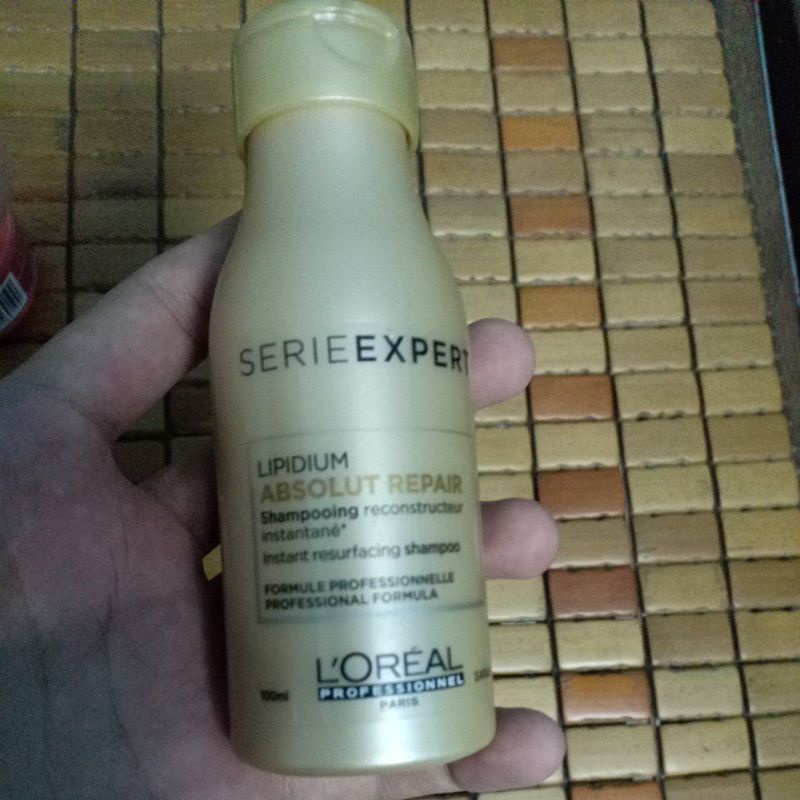 SERIEEXPERT
LIPIDIUM
ABSOLUT REPAIR
Shampooing reconstructeur
instantané*
Instant resurfacing shampoo
FORMULE PROFESSIONNELLE
PROFESSIONAL FORMULA
L'ORÉAL
PROFESSIONNEL
PARIS
100ml